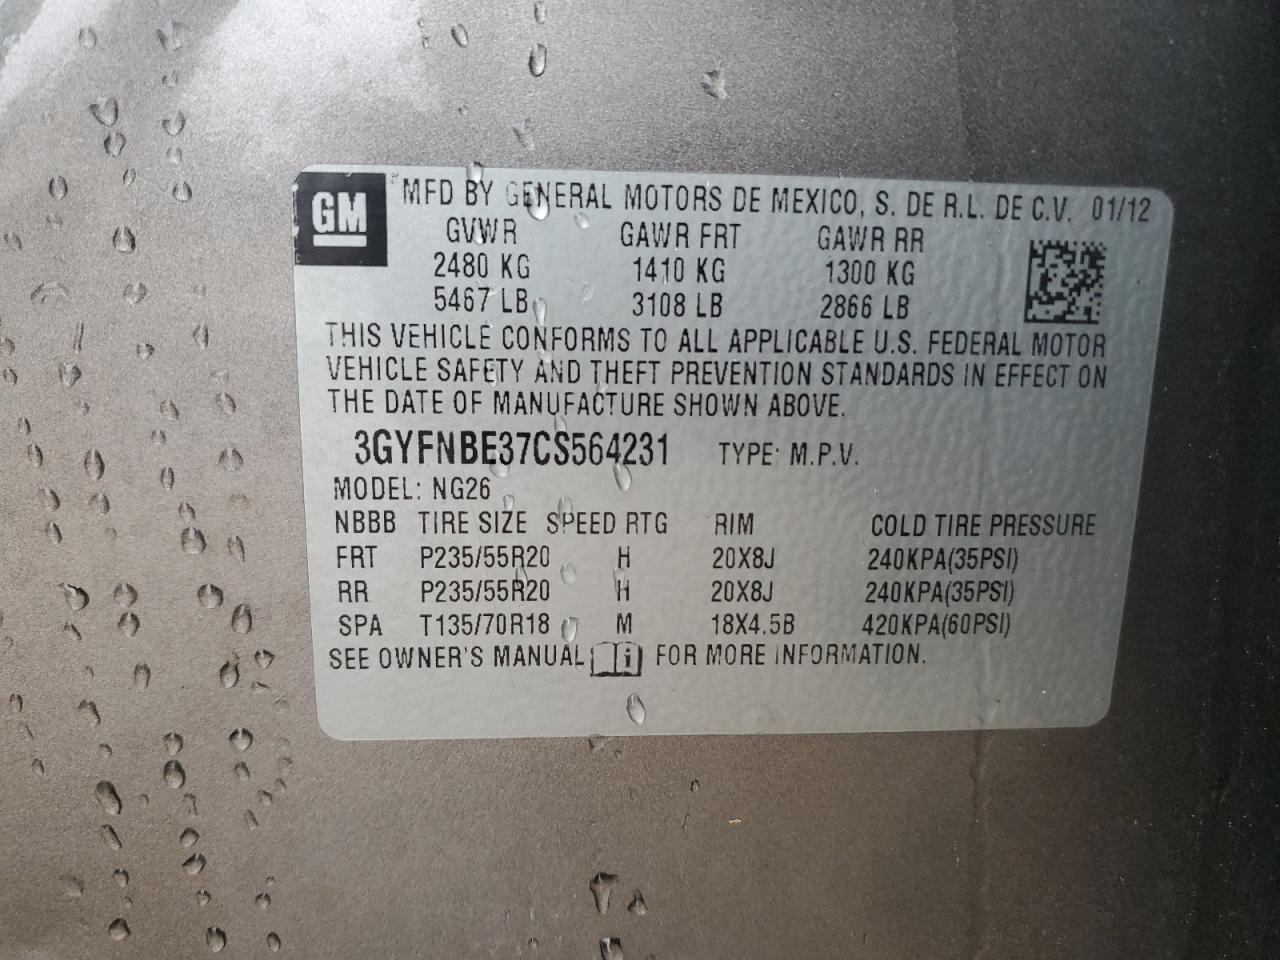 GM MFD BY GENERAL MOTORS DE MEXICO, S. DE R.L. DE C.V. 01/12
GVWR GAWR FRT GAWR RR
2480 KG 1410 KG 1300 KG
5467 LB 3108 LB 2866 LB
THIS VEHICLE CONFORMS TO ALL APPLICABLE U.S. FEDERAL MOTOR
VEHICLE SAFETY AND THEFT PREVENTION STANDARDS IN EFFECT ON
THE DATE OF MANUFACTURE SHOWN ABOVE.
3GYFNBE37CS564231 TYPE: M.P.V.
MODEL: NG26
NBBB TIRE SIZE SPEED RTG RIM COLD TIRE PRESSURE
FRT P235/55R20 H 20X8J 240KPA(35PSI)
RR P235/55R20 H 20X8J 240KPA(35PSI)
SPA T135/70R18 M 18X4.5B 420KPA(60PSI)
SEE OWNER'S MANUAL i FOR MORE INFORMATION.